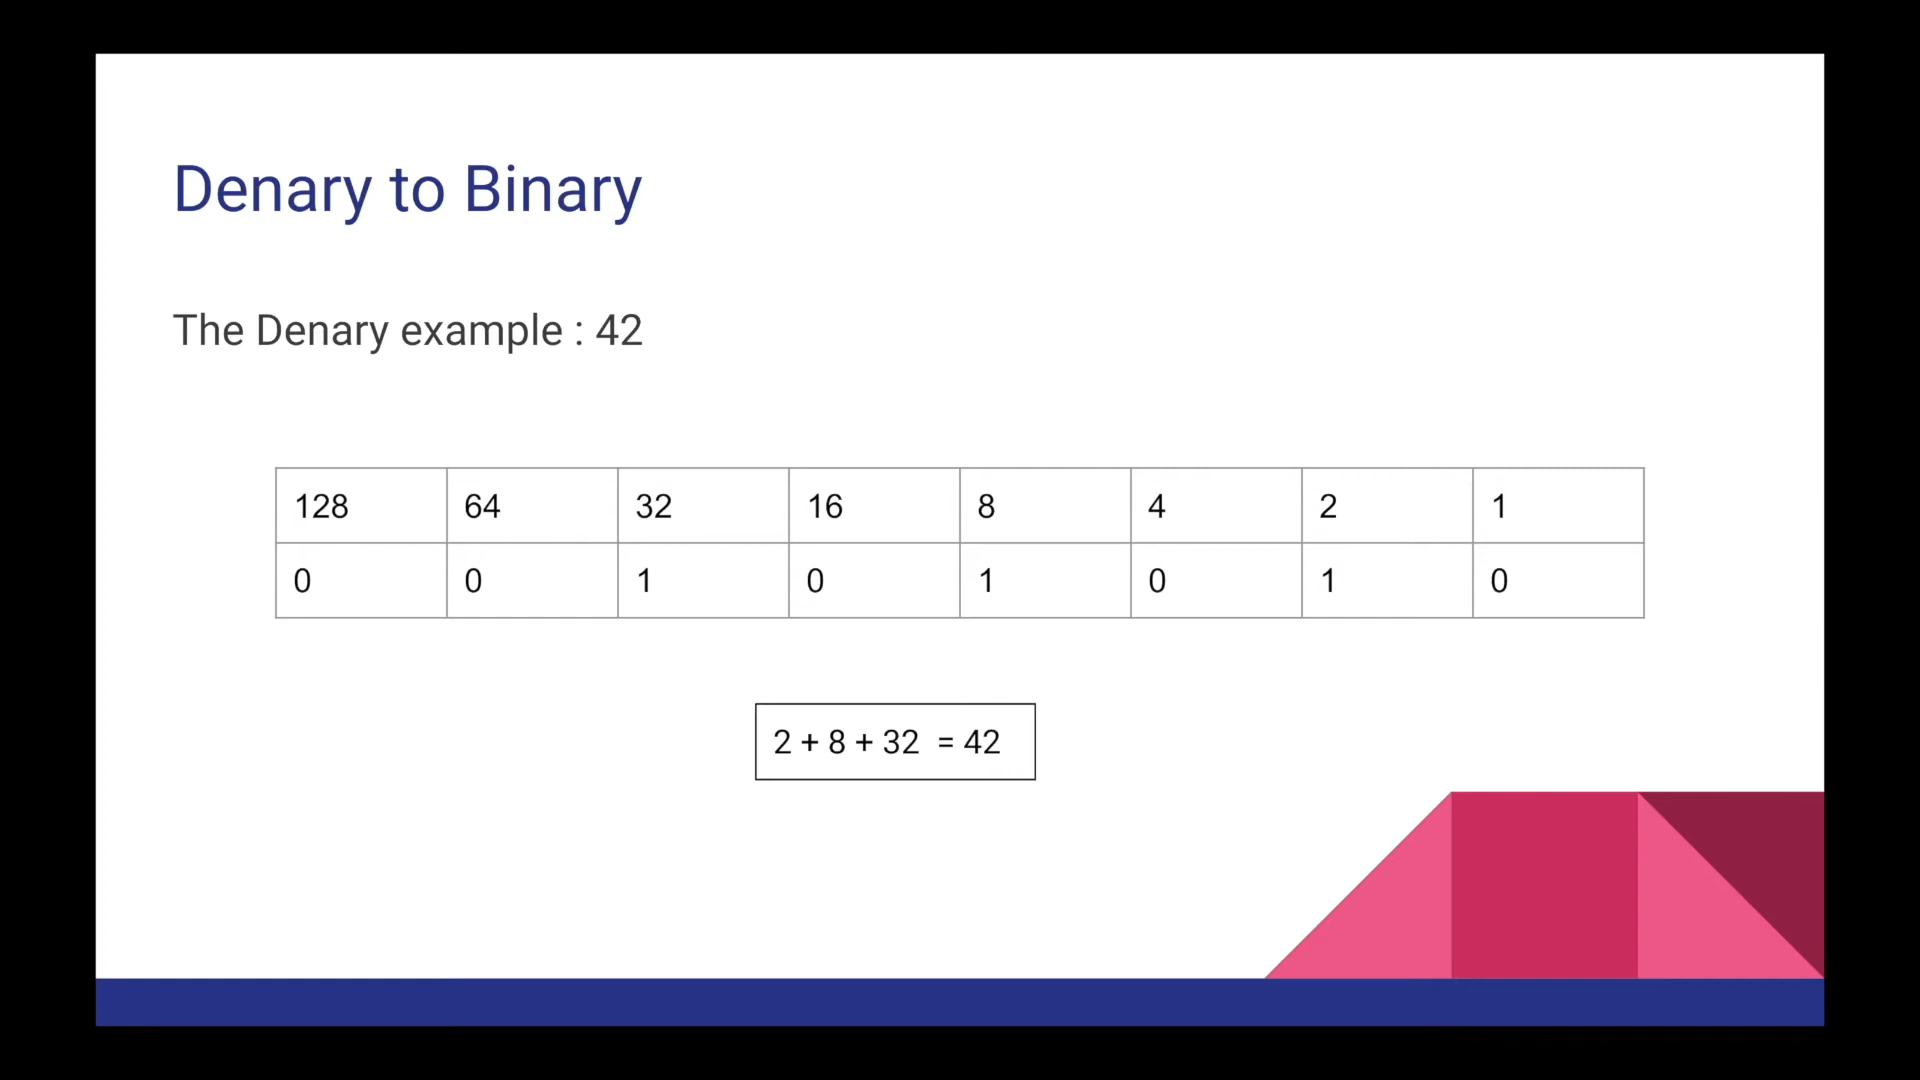 Denary to Binary
The Denary example : 42
128 64 32 16 8 4 2 1
0 0 1 0 1 0 1 0
2 + 8 + 32 = 42